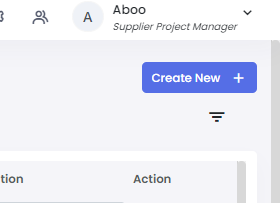 Aboo
A
Supplier Project Manager
Create New +
tion
Action